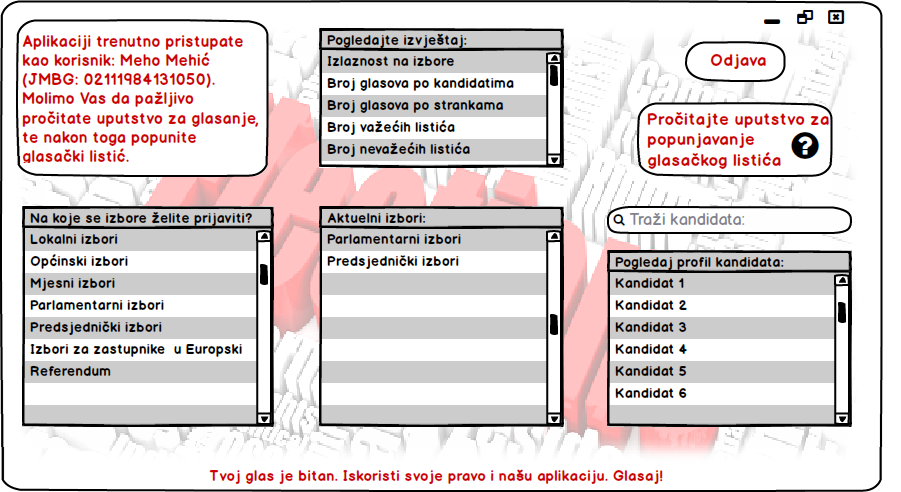 Aplikaciji trenutno pristupate
kao korisnik: Meho Mehić
(JMBG: 02111984131050).
Molimo Vas da pažljivo
pročitate uputstvo za glasanje,
te nakon toga popunite
glasački listić.
Pogledajte izvještaj:
Izlaznost na izbore
Broj glasova po kandidatima
Broj glasova po strankama
Broj važećih listića
Broj nevažećih listića
Odjava
Pročitajte uputstvo za
popunjavanje
glasačkog listića
?
Na koje se izbore želite prijaviti?
Lokalni izbori
Općinski izbori
Mjesni izbori
Parlamentarni izbori
Predsjednički izbori
Izbori za zastupnike u Europski
Referendum
Aktuelni izbori:
Parlamentarni izbori
Predsjednički izbori
Traži kandidata:
Pogledaj profil kandidata:
Kandidat 1
Kandidat 2
Kandidat 3
Kandidat 4
Kandidat 5
Kandidat 6
Tvoj glas je bitan. Iskoristi svoje pravo i našu aplikaciju. Glasaj!